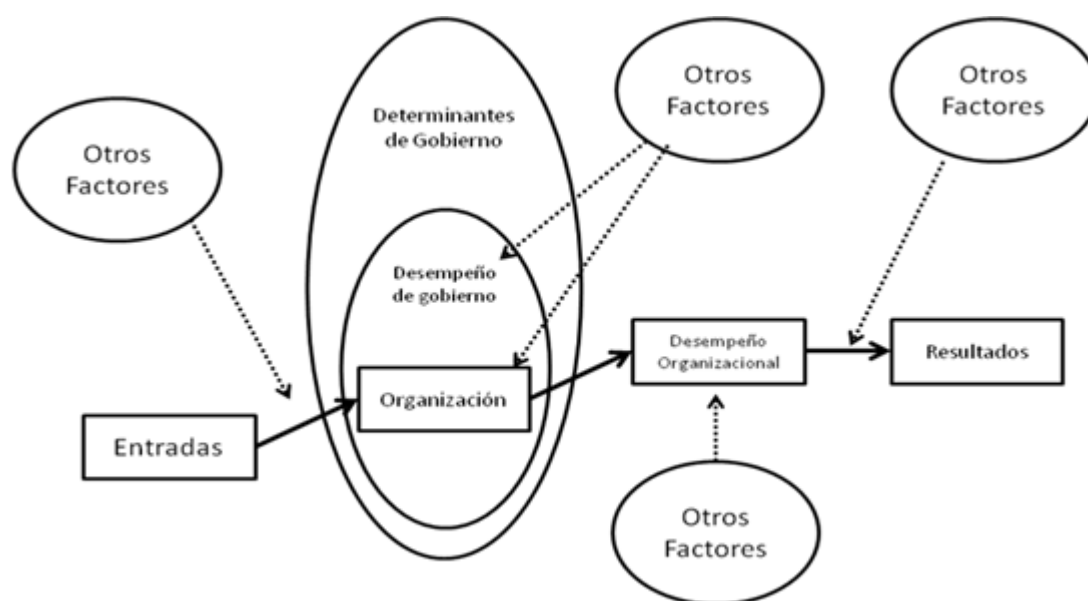 Otros
Factores
Determinantes
de Gobierno
Otros
Factores
Otros
Factores
Desempeño
de gobierno
Entradas
Organización
Desempeño
Organizacional
Resultados
Otros
Factores